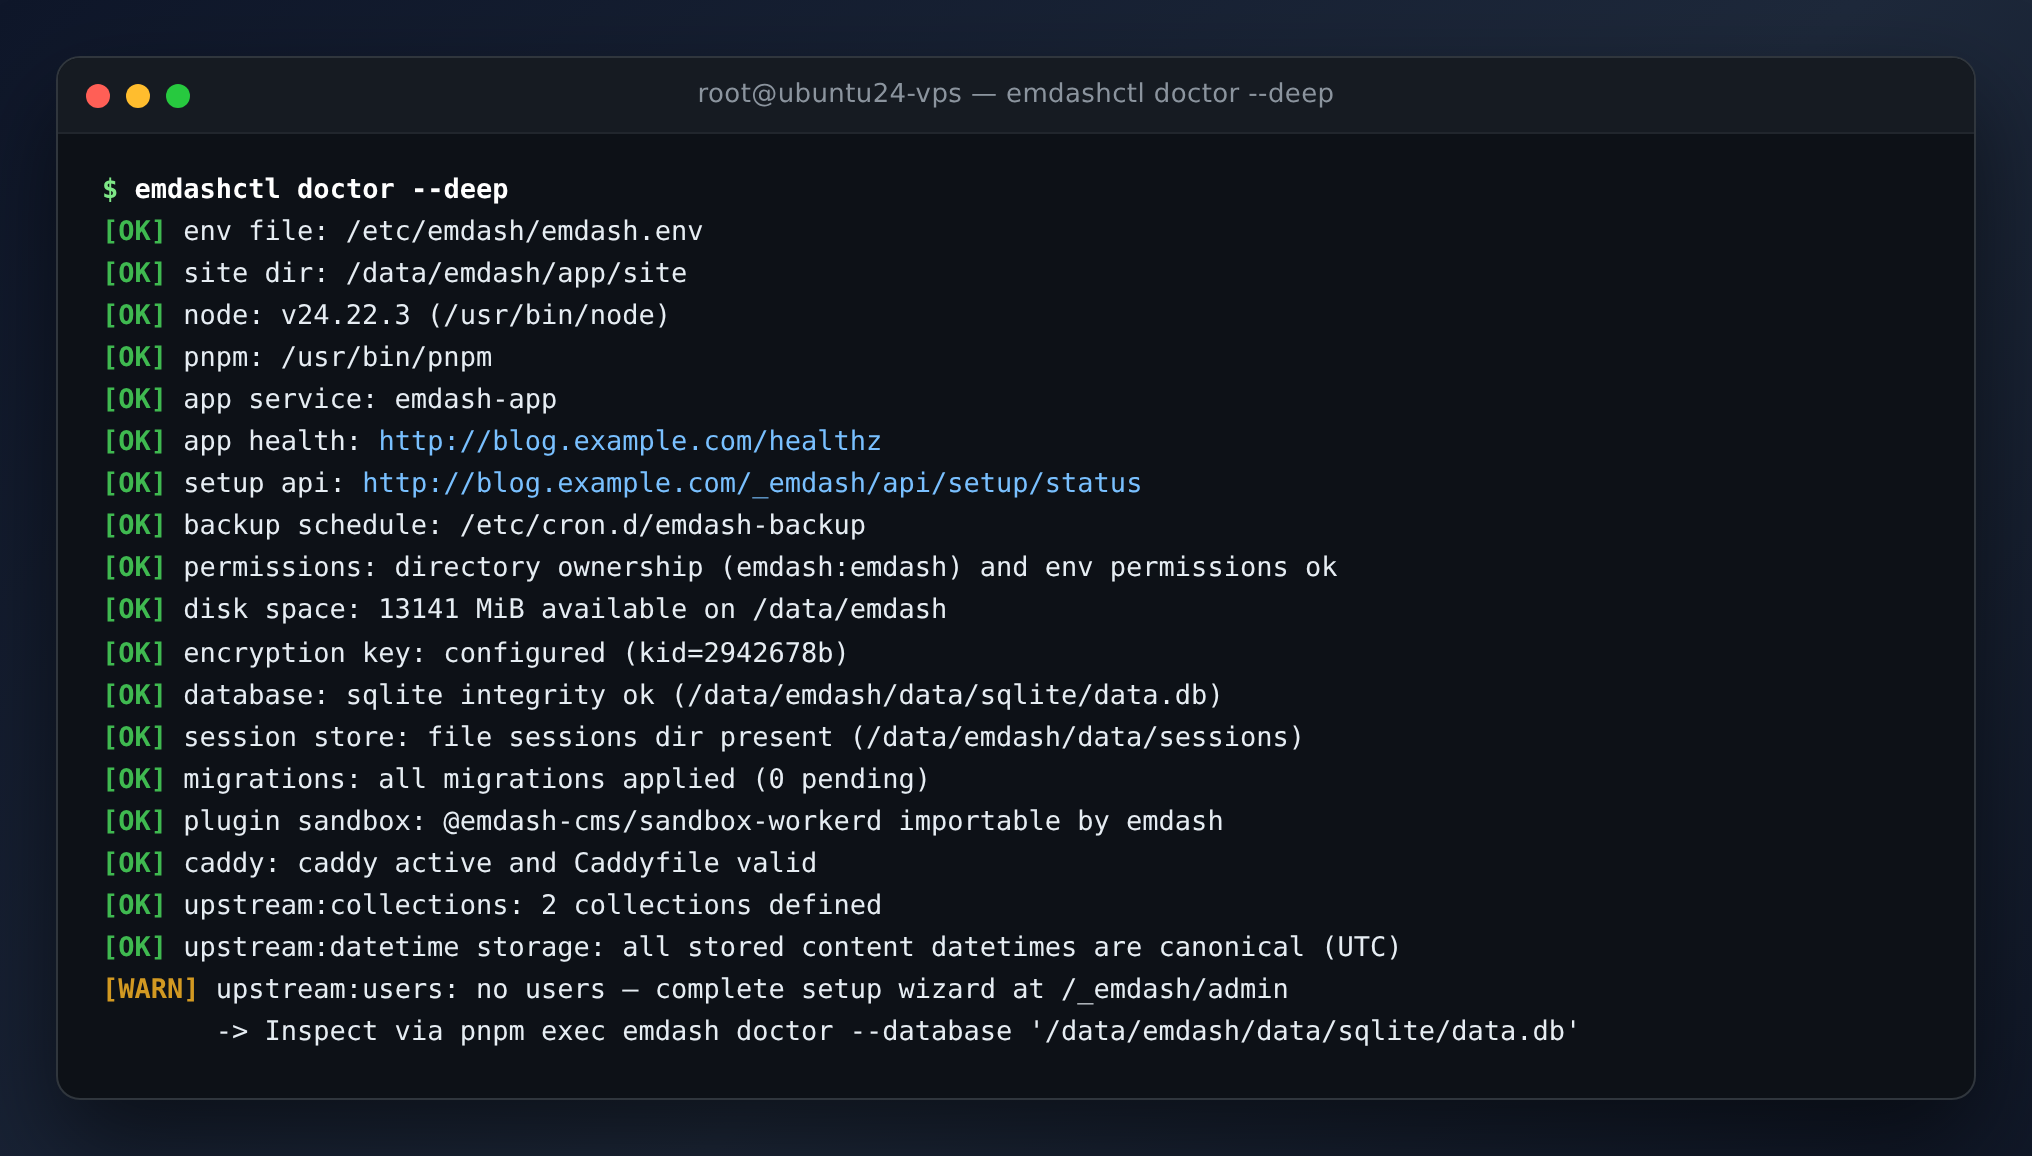 root@ubuntu24-vps — emdashctl doctor --deep
$ emdashctl doctor --deep
[OK] env file: /etc/emdash/emdash.env
[OK] site dir: /data/emdash/app/site
[OK] node: v24.22.3 (/usr/bin/node)
[OK] pnpm: /usr/bin/pnpm
[OK] app service: emdash-app
[OK] app health: http://blog.example.com/healthz
[OK] setup api: http://blog.example.com/_emdash/api/setup/status
[OK] backup schedule: /etc/cron.d/emdash-backup
[OK] permissions: directory ownership (emdash:emdash) and env permissions ok
[OK] disk space: 13141 MiB available on /data/emdash
[OK] encryption key: configured (kid=2942678b)
[OK] database: sqlite integrity ok (/data/emdash/data/sqlite/data.db)
[OK] session store: file sessions dir present (/data/emdash/data/sessions)
[OK] migrations: all migrations applied (0 pending)
[OK] plugin sandbox: @emdash-cms/sandbox-workerd importable by emdash
[OK] caddy: caddy active and Caddyfile valid
[OK] upstream:collections: 2 collections defined
[OK] upstream:datetime storage: all stored content datetimes are canonical (UTC)
[WARN] upstream:users: no users — complete setup wizard at /_emdash/admin
-> Inspect via pnpm exec emdash doctor --database '/data/emdash/data/sqlite/data.db'